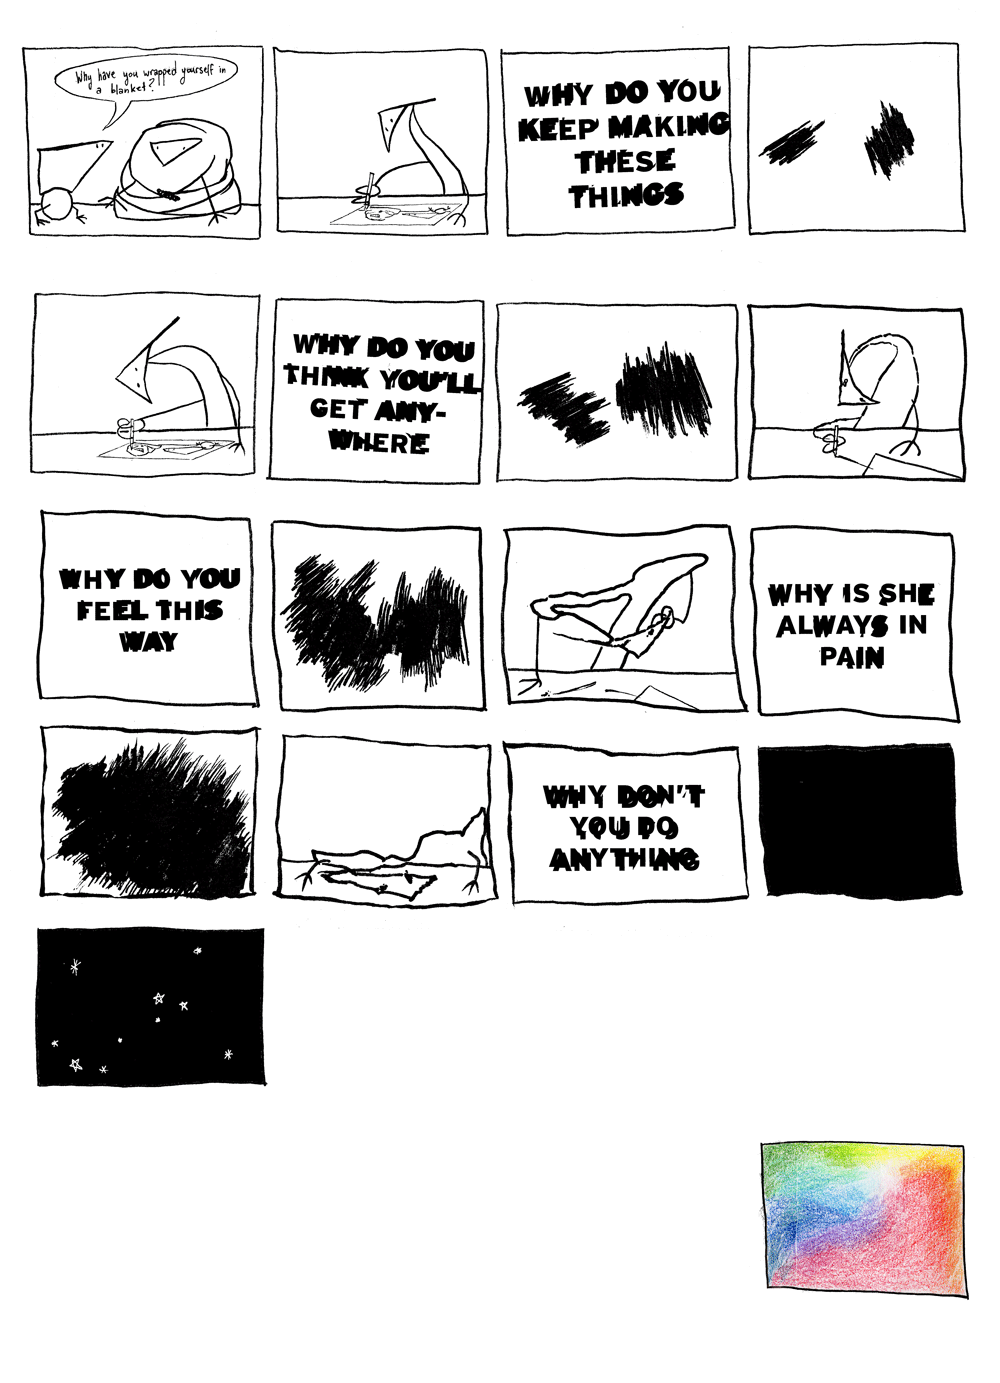 Why have you wrapped yourself in
a blanket?
WHY DO YOU
KEEP MAKING
THESE
THINGS
WHY DO YOU
THINK YOU'LL
GET ANY-
WHERE
WHY DO YOU
FEEL THIS
WAY
WHY IS SHE
ALWAYS IN
PAIN
WHY DON'T
YOU DO
ANYTHING